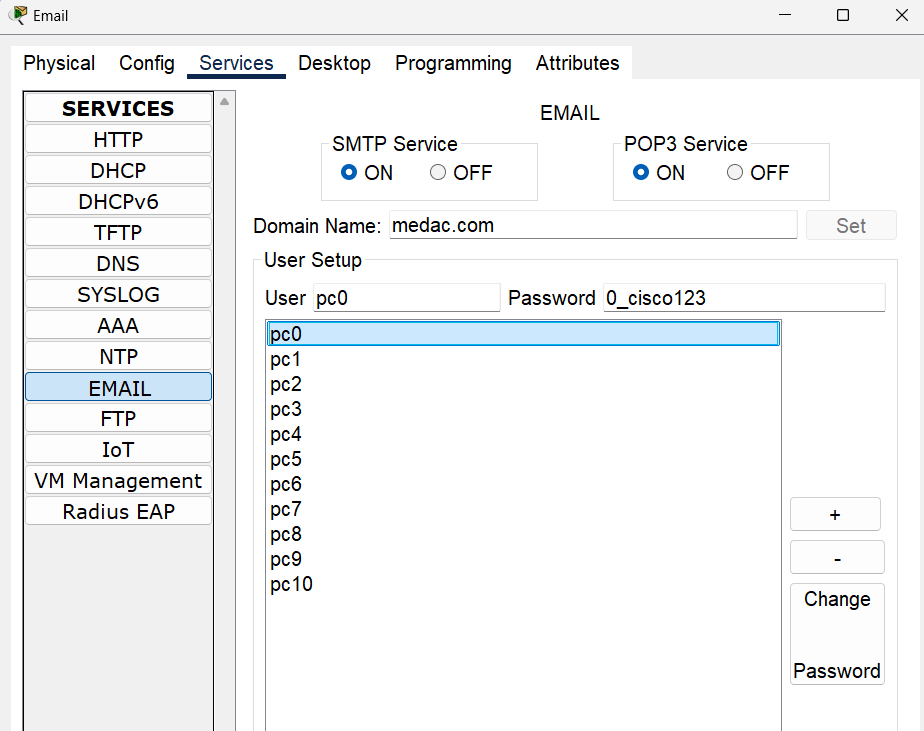 Email
Physical Config Services Desktop Programming Attributes
SERVICES
HTTP
DHCP
DHCPv6
TFTP
DNS
SYSLOG
AAA
NTP
EMAIL
FTP
IoT
VM Management
Radius EAP
EMAIL
SMTP Service
ON OFF
POP3 Service
ON OFF
Domain Name: medac.com Set
User Setup
User pc0 Password 0_cisco123
pc0
pc1
pc2
pc3
pc4
pc5
pc6
pc7
pc8
pc9
pc10
+
-
Change
Password